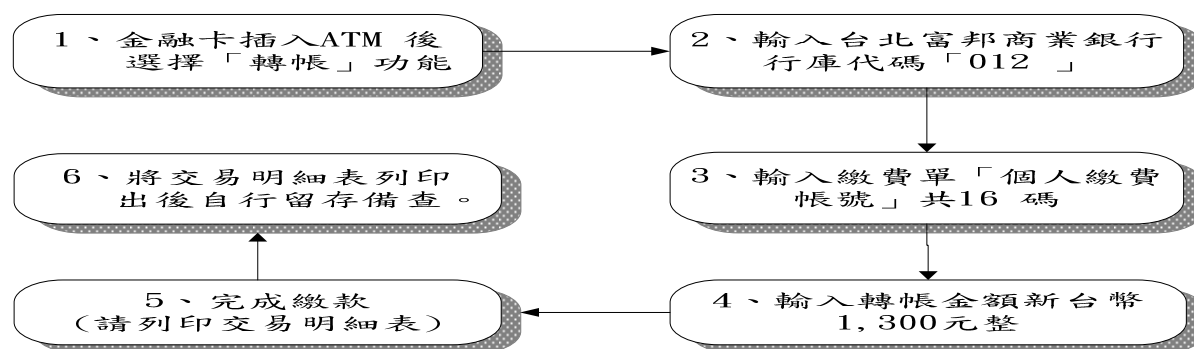 1、金融卡插入ATM 後
選擇「轉帳」功能
2、輸入台北富邦商業銀行
行庫代碼「012 」
3、輸入繳費單「個人繳費
帳號」共16 碼
4、輸入轉帳金額新台幣
1,300元整
5、完成繳款
(請列印交易明細表)
6、將交易明細表列印
出後自行留存備查。